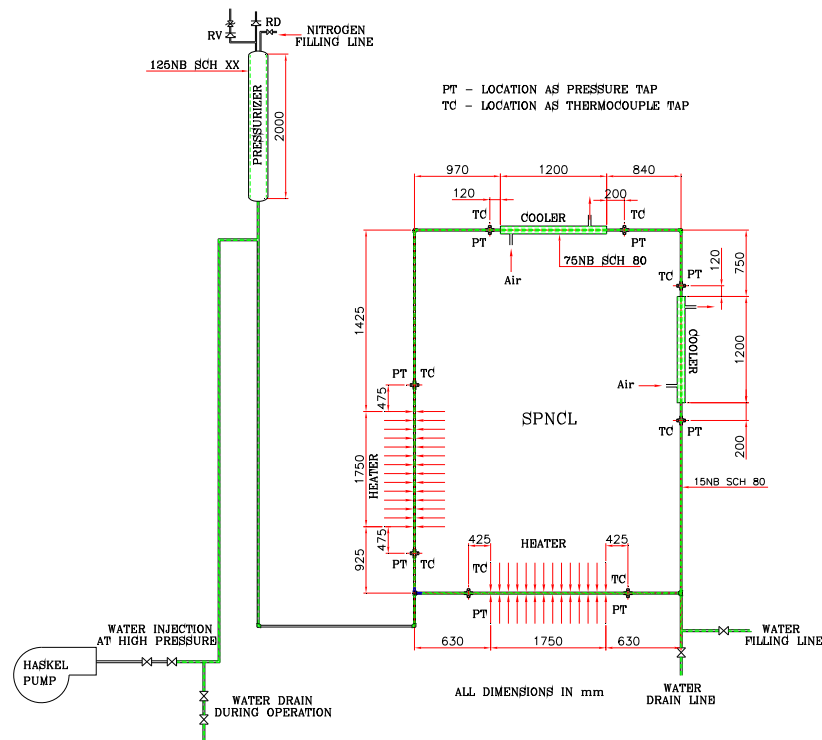 RV
RD
NITROGEN
FILLING LINE
125NB SCH XX
PRESSURIZER
2000
PT – LOCATION AS PRESSURE TAP
TC – LOCATION AS THERMOCOUPLE TAP
970
1200
840
120
200
TC
COOLER
TC
PT
PT
75NB SCH 80
Air
TC
PT
120
750
1425
COOLER
1200
Air
PT
TC
475
SPNCL
TC
PT
200
1750
HEATER
15NB SCH 80
475
925
PT
TC
425
HEATER
425
TC
TC
PT
PT
630
1750
630
WATER INJECTION
AT HIGH PRESSURE
WATER
FILLING LINE
HASKEL
PUMP
WATER DRAIN
DURING OPERATION
ALL DIMENSIONS IN mm
WATER
DRAIN LINE